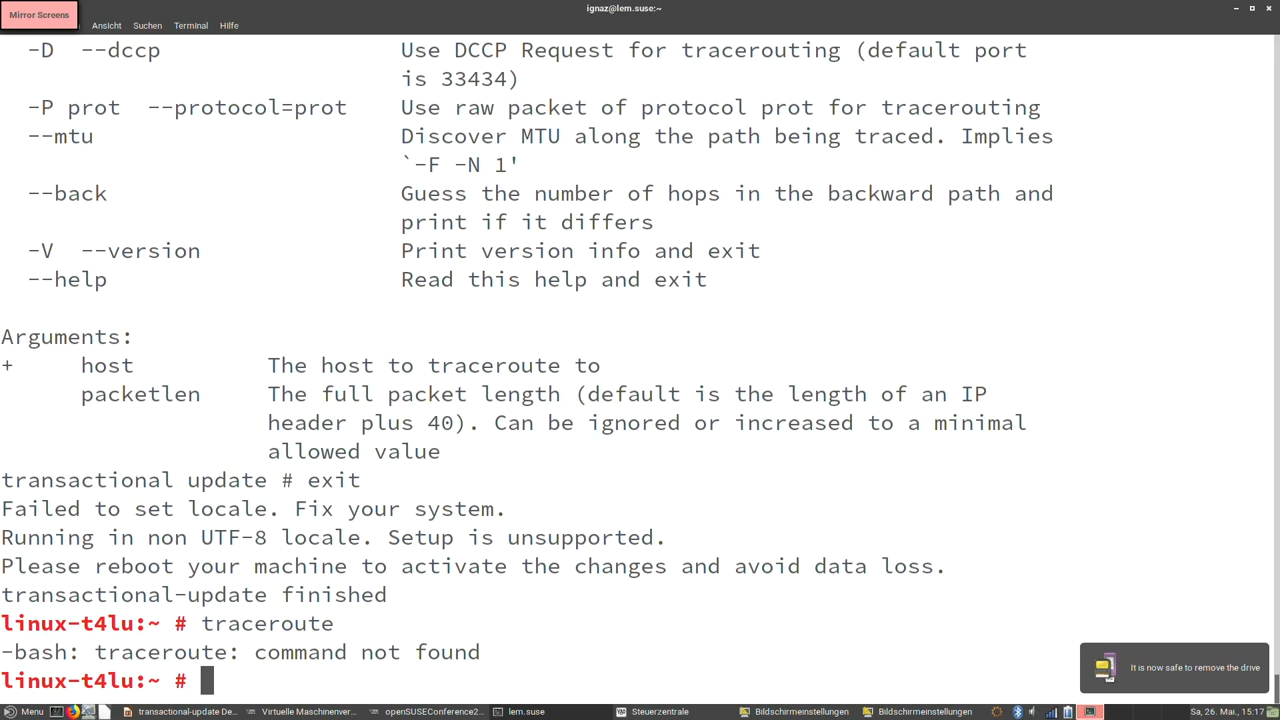 Mirror Screens
ignaz@lem.suse:~
Ansicht Suchen Terminal Hilfe
-D --dccp Use DCCP Request for tracerouting (default port
is 33434)
-P prot --protocol=prot Use raw packet of protocol prot for tracerouting
--mtu Discover MTU along the path being traced. Implies
`-F -N 1'
--back Guess the number of hops in the backward path and
print if it differs
-V --version Print version info and exit
--help Read this help and exit
Arguments:
+ host The host to traceroute to
packetlen The full packet length (default is the length of an IP
header plus 40). Can be ignored or increased to a minimal
allowed value
transactional update # exit
Failed to set locale. Fix your system.
Running in non UTF-8 locale. Setup is unsupported.
Please reboot your machine to activate the changes and avoid data loss.
transactional-update finished
linux-t4lu:~ # traceroute
-bash: traceroute: command not found
It is now safe to remove the drive
linux-t4lu:~ #
Menu transactional-update De... Virtuelle Maschinenver... openSUSEConference2... lem.suse Steuerzentrale Bildschirmeinstellungen Bildschirmeinstellungen Sa, 26. Mai., 15:17